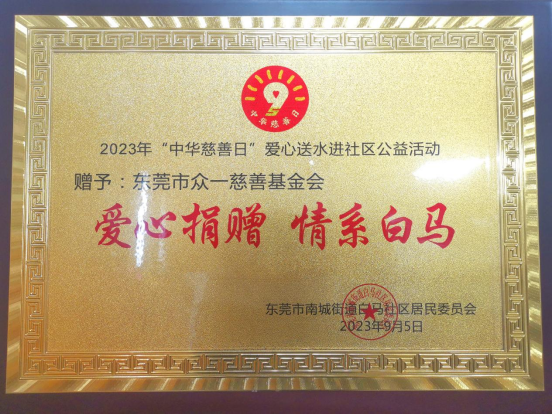 中华慈善日
2023年“中华慈善日”爱心送水进社区公益活动
赠予：东莞市众一慈善基金会
爱心捐赠 情系白马
东莞市南城街道白马社区居民委员会
2023年9月5日